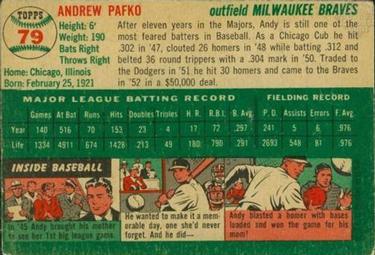 TOPPS
79
ANDREW PAFKO
outfield MILWAUKEE BRAVES
Height: 6'
Weight: 190
Bats Right
Throws Right
Home: Chicago, Illinois
Born: February 25, 1921
After eleven years in the Majors, Andy is still one of the
most feared batters in Baseball. As a Chicago Cub he hit
.302 in '47, clouted 26 homers in '48 while batting .312 and
belted 36 round trippers with a .304 mark in '50. Traded
to the Dodgers in '51 he hit 30 homers and came to the Braves
in '52 in a $50,000 deal.
MAJOR LEAGUE BATTING RECORD
FIELDING RECORD
Games At Bat Runs Hits Doubles Triples H. R. R.B.I. B. Avg. P. O. Assists Errors F. Avg.
Year 140 516 70 153 23 4 17 72 .297 241 6 6 .976
Life 1334 4911 674 1428 213 49 180 790 .291 2693 548 81 .976
INSIDE BASEBALL
In '45 Andy brought his mother
to see her 1st big league game.
He wanted to make it a mem-
orable day, one she'd never
forget. And he did—
Andy blasted a homer with bases
loaded and won the game for his
mom!